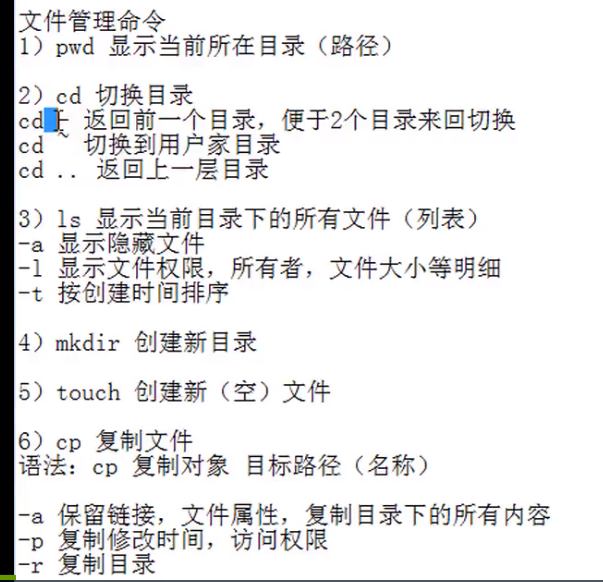 文件管理命令
1）pwd 显示当前所在目录（路径）
2）cd 切换目录
cd - 返回前一个目录，便于2个目录来回切换
cd ~ 切换到用户家目录
cd .. 返回上一层目录
3）ls 显示当前目录下的所有文件（列表）
-a 显示隐藏文件
-l 显示文件权限，所有者，文件大小等明细
-t 按创建时间排序
4）mkdir 创建新目录
5）touch 创建新（空）文件
6）cp 复制文件
语法：cp 复制对象 目标路径（名称）
-a 保留链接，文件属性，复制目录下的所有内容
-p 复制修改时间，访问权限
-r 复制目录